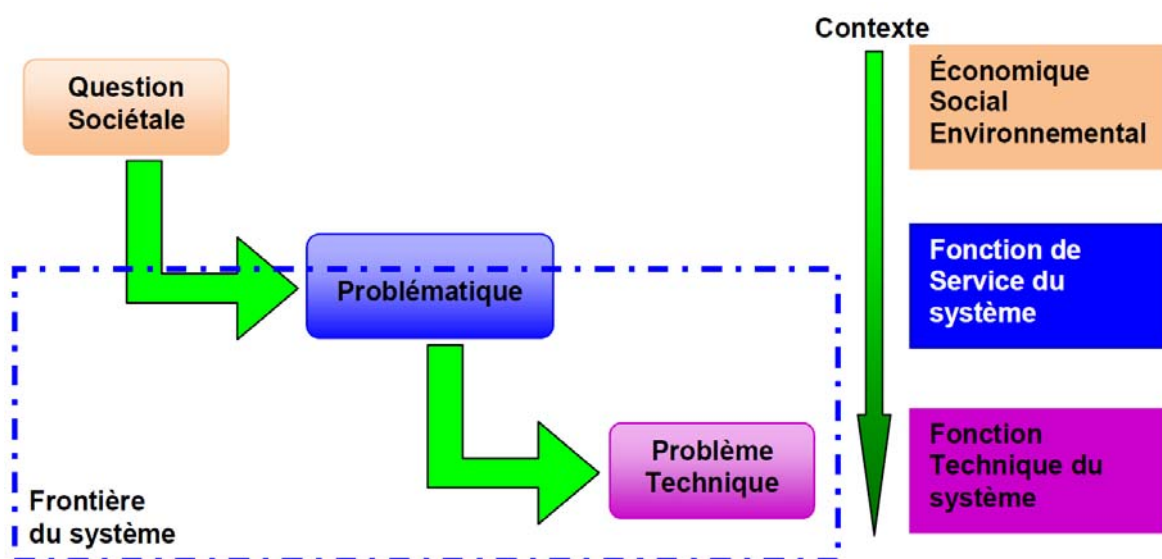 Contexte
Question
Sociétale
Économique
Social
Environnemental
Problématique
Fonction de
Service du
système
Problème
Technique
Fonction
Technique du
système
Frontière
du système